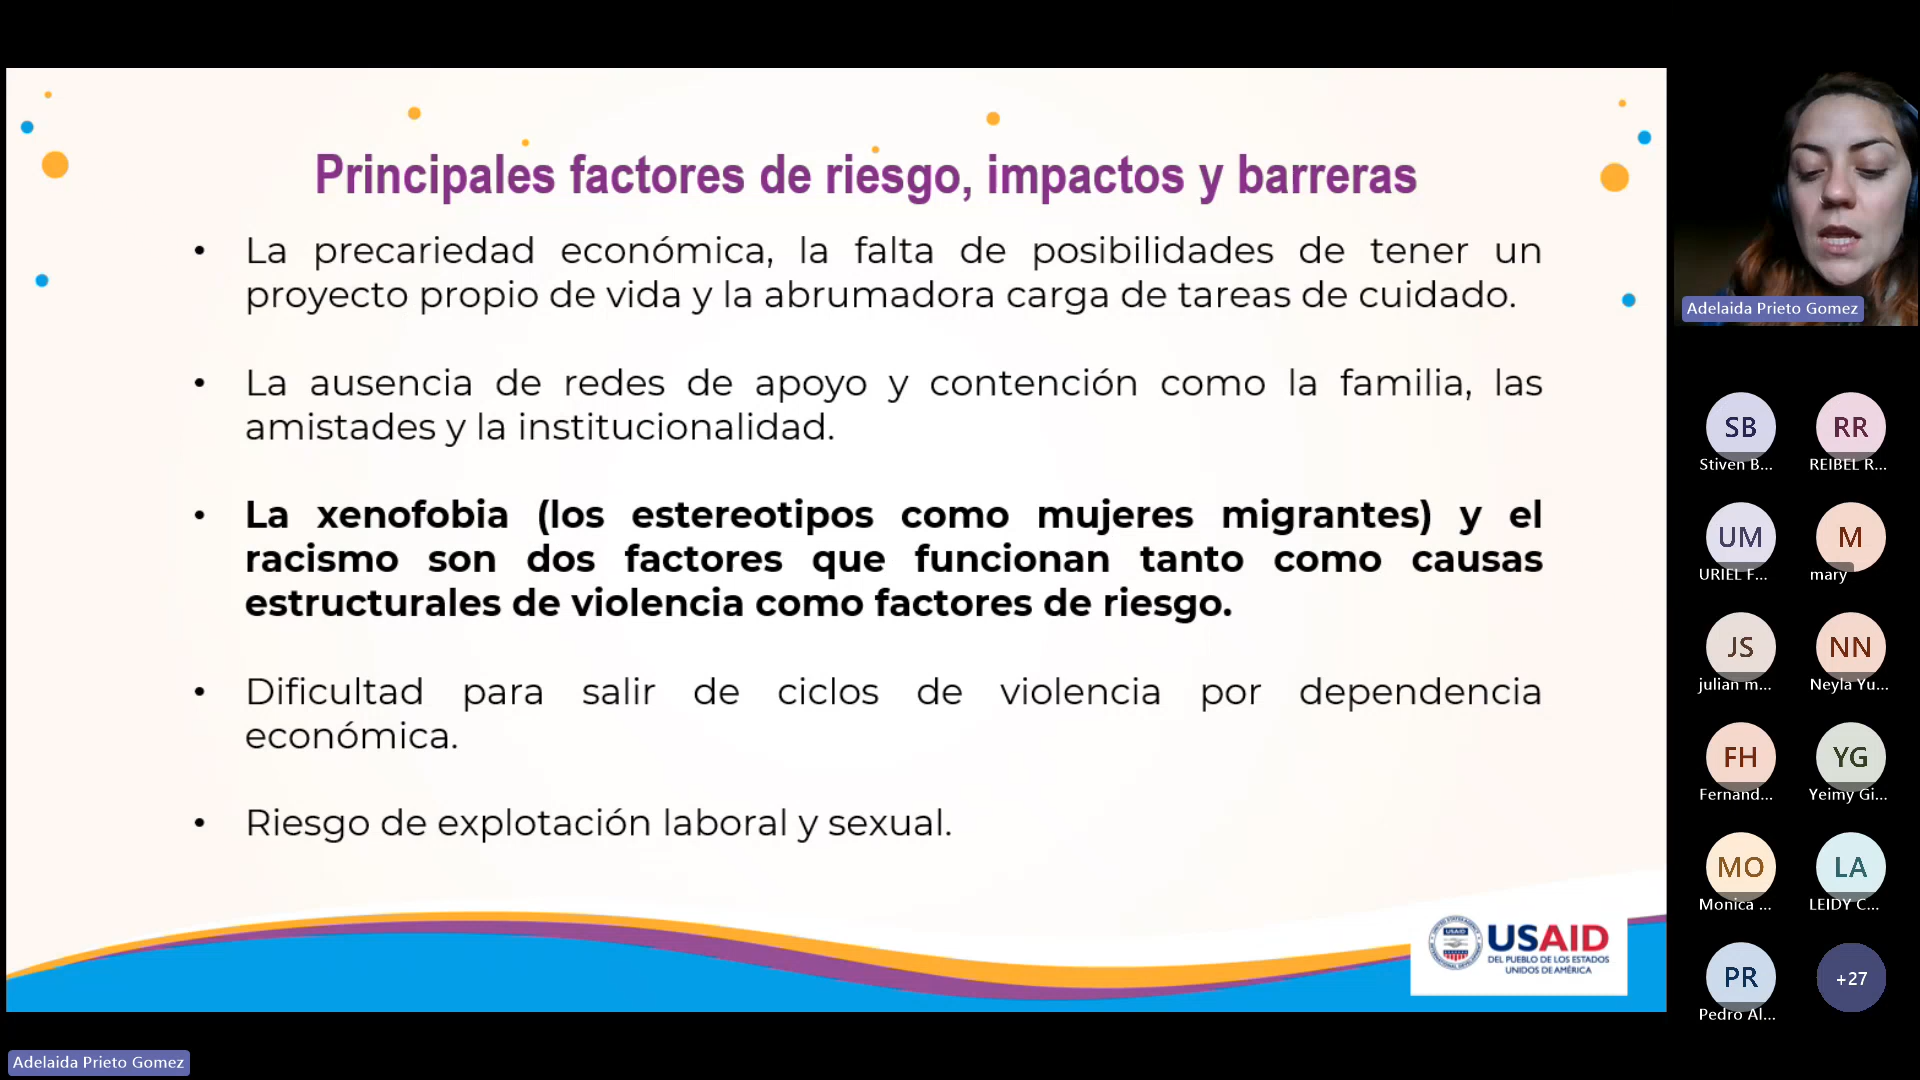 Principales factores de riesgo, impactos y barreras
• La precariedad económica, la falta de posibilidades de tener un
proyecto propio de vida y la abrumadora carga de tareas de cuidado.
• La ausencia de redes de apoyo y contención como la familia, las
amistades y la institucionalidad.
• La xenofobia (los estereotipos como mujeres migrantes) y el
racismo son dos factores que funcionan tanto como causas
estructurales de violencia como factores de riesgo.
• Dificultad para salir de ciclos de violencia por dependencia
económica.
• Riesgo de explotación laboral y sexual.
USAID
DEL PUEBLO DE LOS ESTADOS
UNIDOS DE AMÉRICA
Adelaida Prieto Gomez
SB
Stiven B...
RR
REIBEL R...
UM
URIEL F...
M
mary
JS
julian m...
NN
Neyla Yu...
FH
Fernand...
YG
Yeimy Gi...
MO
Monica ...
LA
LEIDY C...
PR
Pedro Al...
+27
Adelaida Prieto Gomez